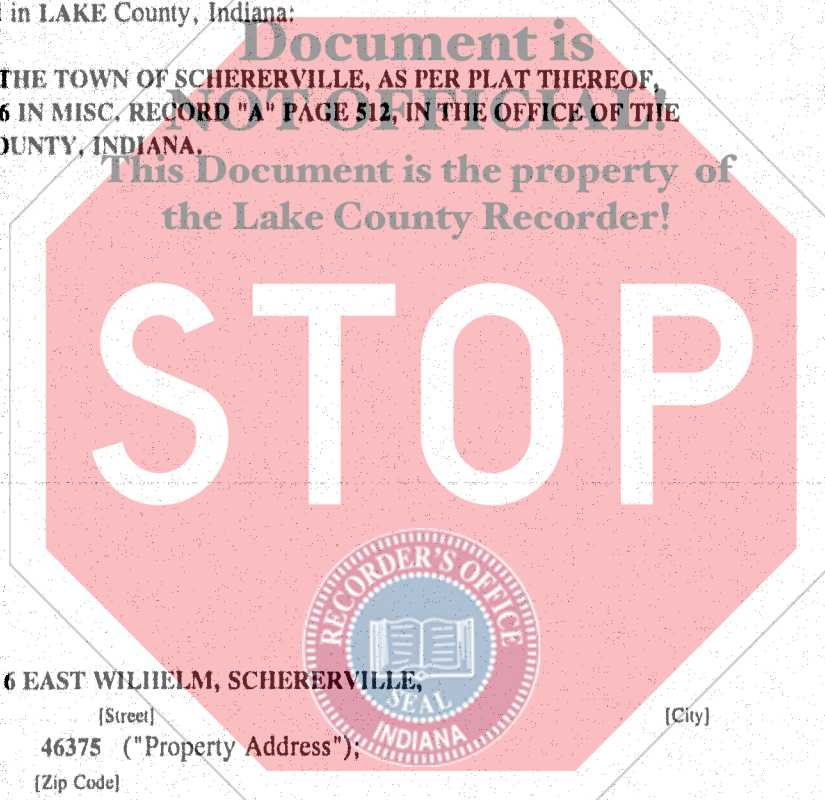 in LAKE County, Indiana:
Document is
THE TOWN OF SCHERERVILLE, AS PER PLAT THEREOF,
6 IN MISC. RECORD "A" PAGE 512, IN THE OFFICE OF THE
NOT OFFICIAL!
OUNTY, INDIANA.
This Document is the property of
the Lake County Recorder!
STOP
RECORDER'S OFFICE
SEAL
INDIANA
6 EAST WILHELM, SCHERERVILLE,
[Street] [City]
46375 ("Property Address");
[Zip Code]